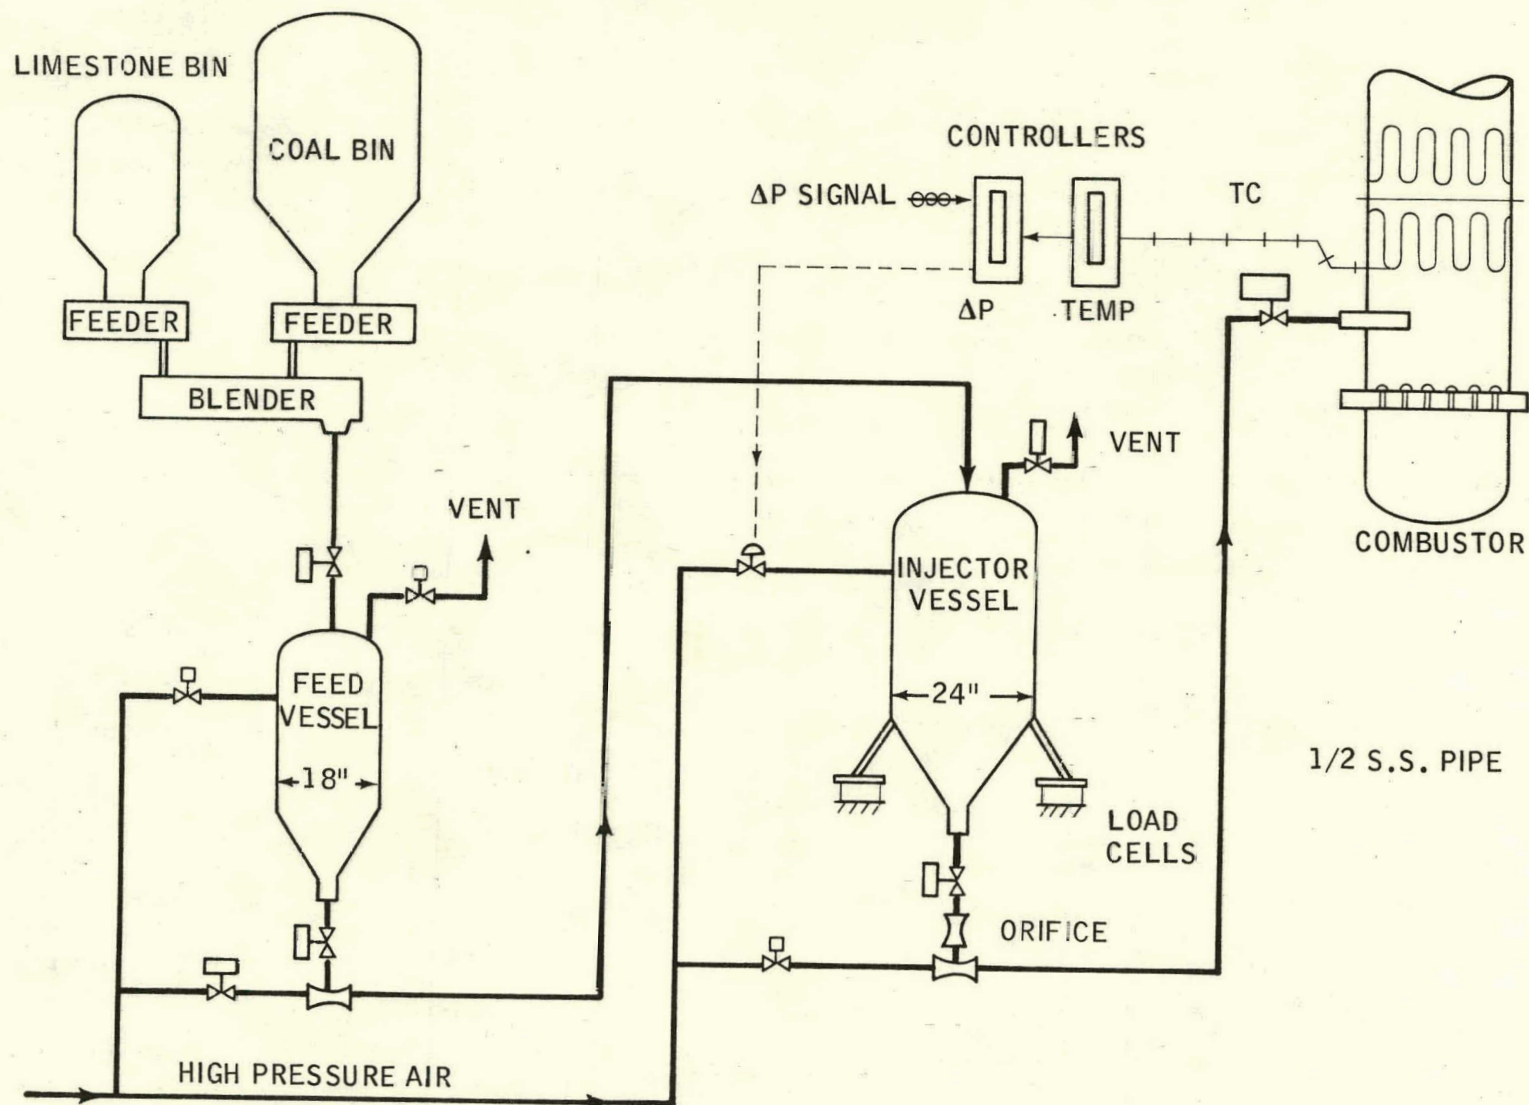 LIMESTONE BIN
COAL BIN
FEEDER
FEEDER
BLENDER
VENT
FEED
VESSEL
18"
HIGH PRESSURE AIR
CONTROLLERS
ΔP SIGNAL
ΔP
TEMP
TC
VENT
INJECTOR
VESSEL
24"
LOAD
CELLS
ORIFICE
COMBUSTOR
1/2 S.S. PIPE